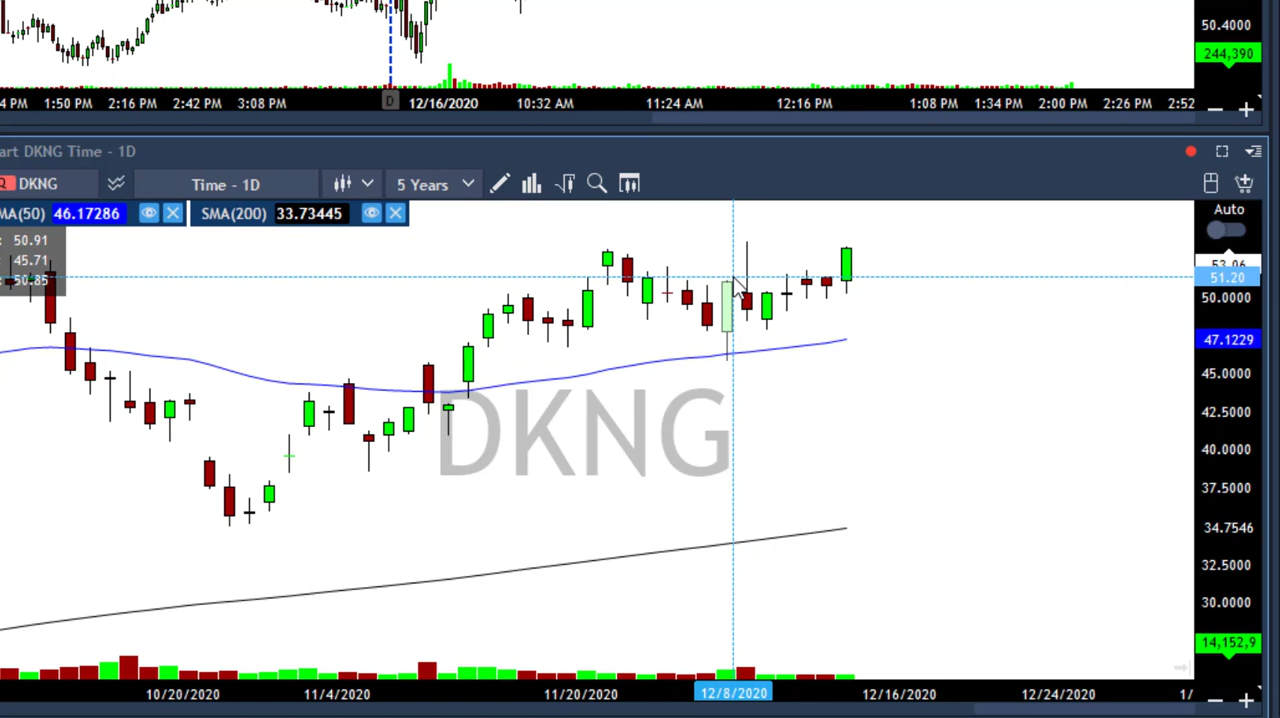 50.4000
244,390
4 PM 1:50 PM 2:16 PM 2:42 PM 3:08 PM D 12/16/2020 10:32 AM 11:24 AM 12:16 PM 1:08 PM 1:34 PM 2:00 PM 2:26 PM 2:52
art DKNG Time - 1D
DKNG Time - 1D 5 Years
MA(50) 46.17286 SMA(200) 33.73445 Auto
: 50.91
: 45.71
: 50.85
53.06
51.20
50.0000
47.1229
45.0000
DKNG
42.5000
40.0000
37.5000
34.7546
32.5000
30.0000
14,152,9
10/20/2020 11/4/2020 11/20/2020 12/8/2020 12/16/2020 12/24/2020 1/